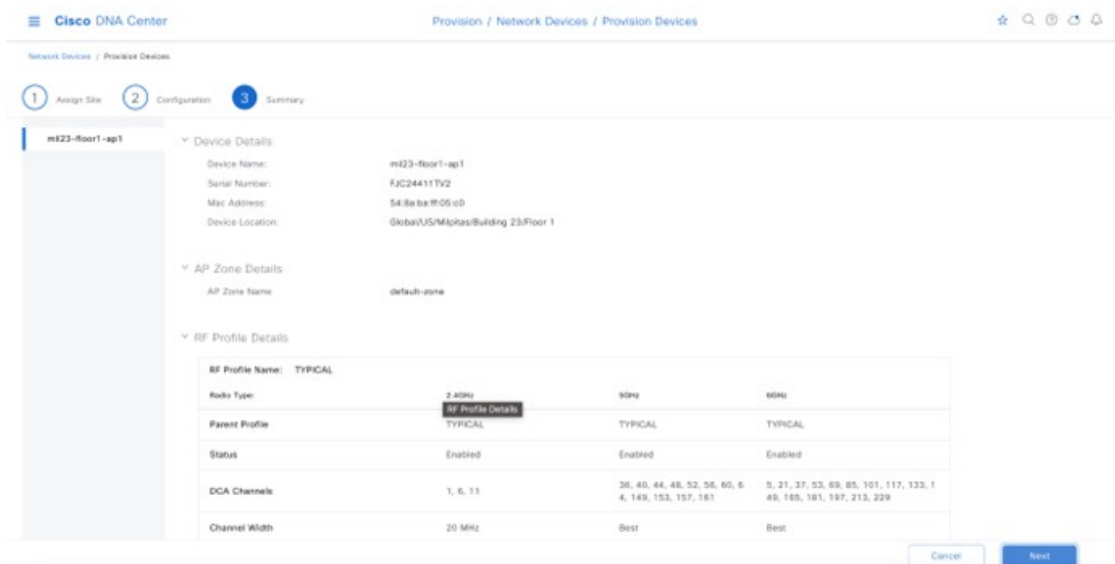 Cisco DNA Center
Provision / Network Devices / Provision Devices
Network Devices / Provision Devices
1 Assign Site 2 Configuration 3 Summary
mil23-floor1-ap1
Device Details
Device Name: mil23-floor1-ap1
Serial Number: FJC24411TV2
Mac Address: 54:8a:ba:ff:05:c0
Device Location: Global/US/Milpitas/Building 23/Floor 1
AP Zone Details
AP Zone Name default-zone
RF Profile Details
RF Profile Name: TYPICAL
Radio Type: 2.4GHz 5GHz 6GHz
RF Profile Details
Parent Profile TYPICAL TYPICAL TYPICAL
Status Enabled Enabled Enabled
DCA Channels 1, 6, 11 36, 40, 44, 48, 52, 56, 60, 6 5, 21, 37, 53, 69, 85, 101, 117, 133, 1
4, 149, 153, 157, 161 49, 165, 181, 197, 213, 229
Channel Width 20 MHz Best Best
Cancel Next